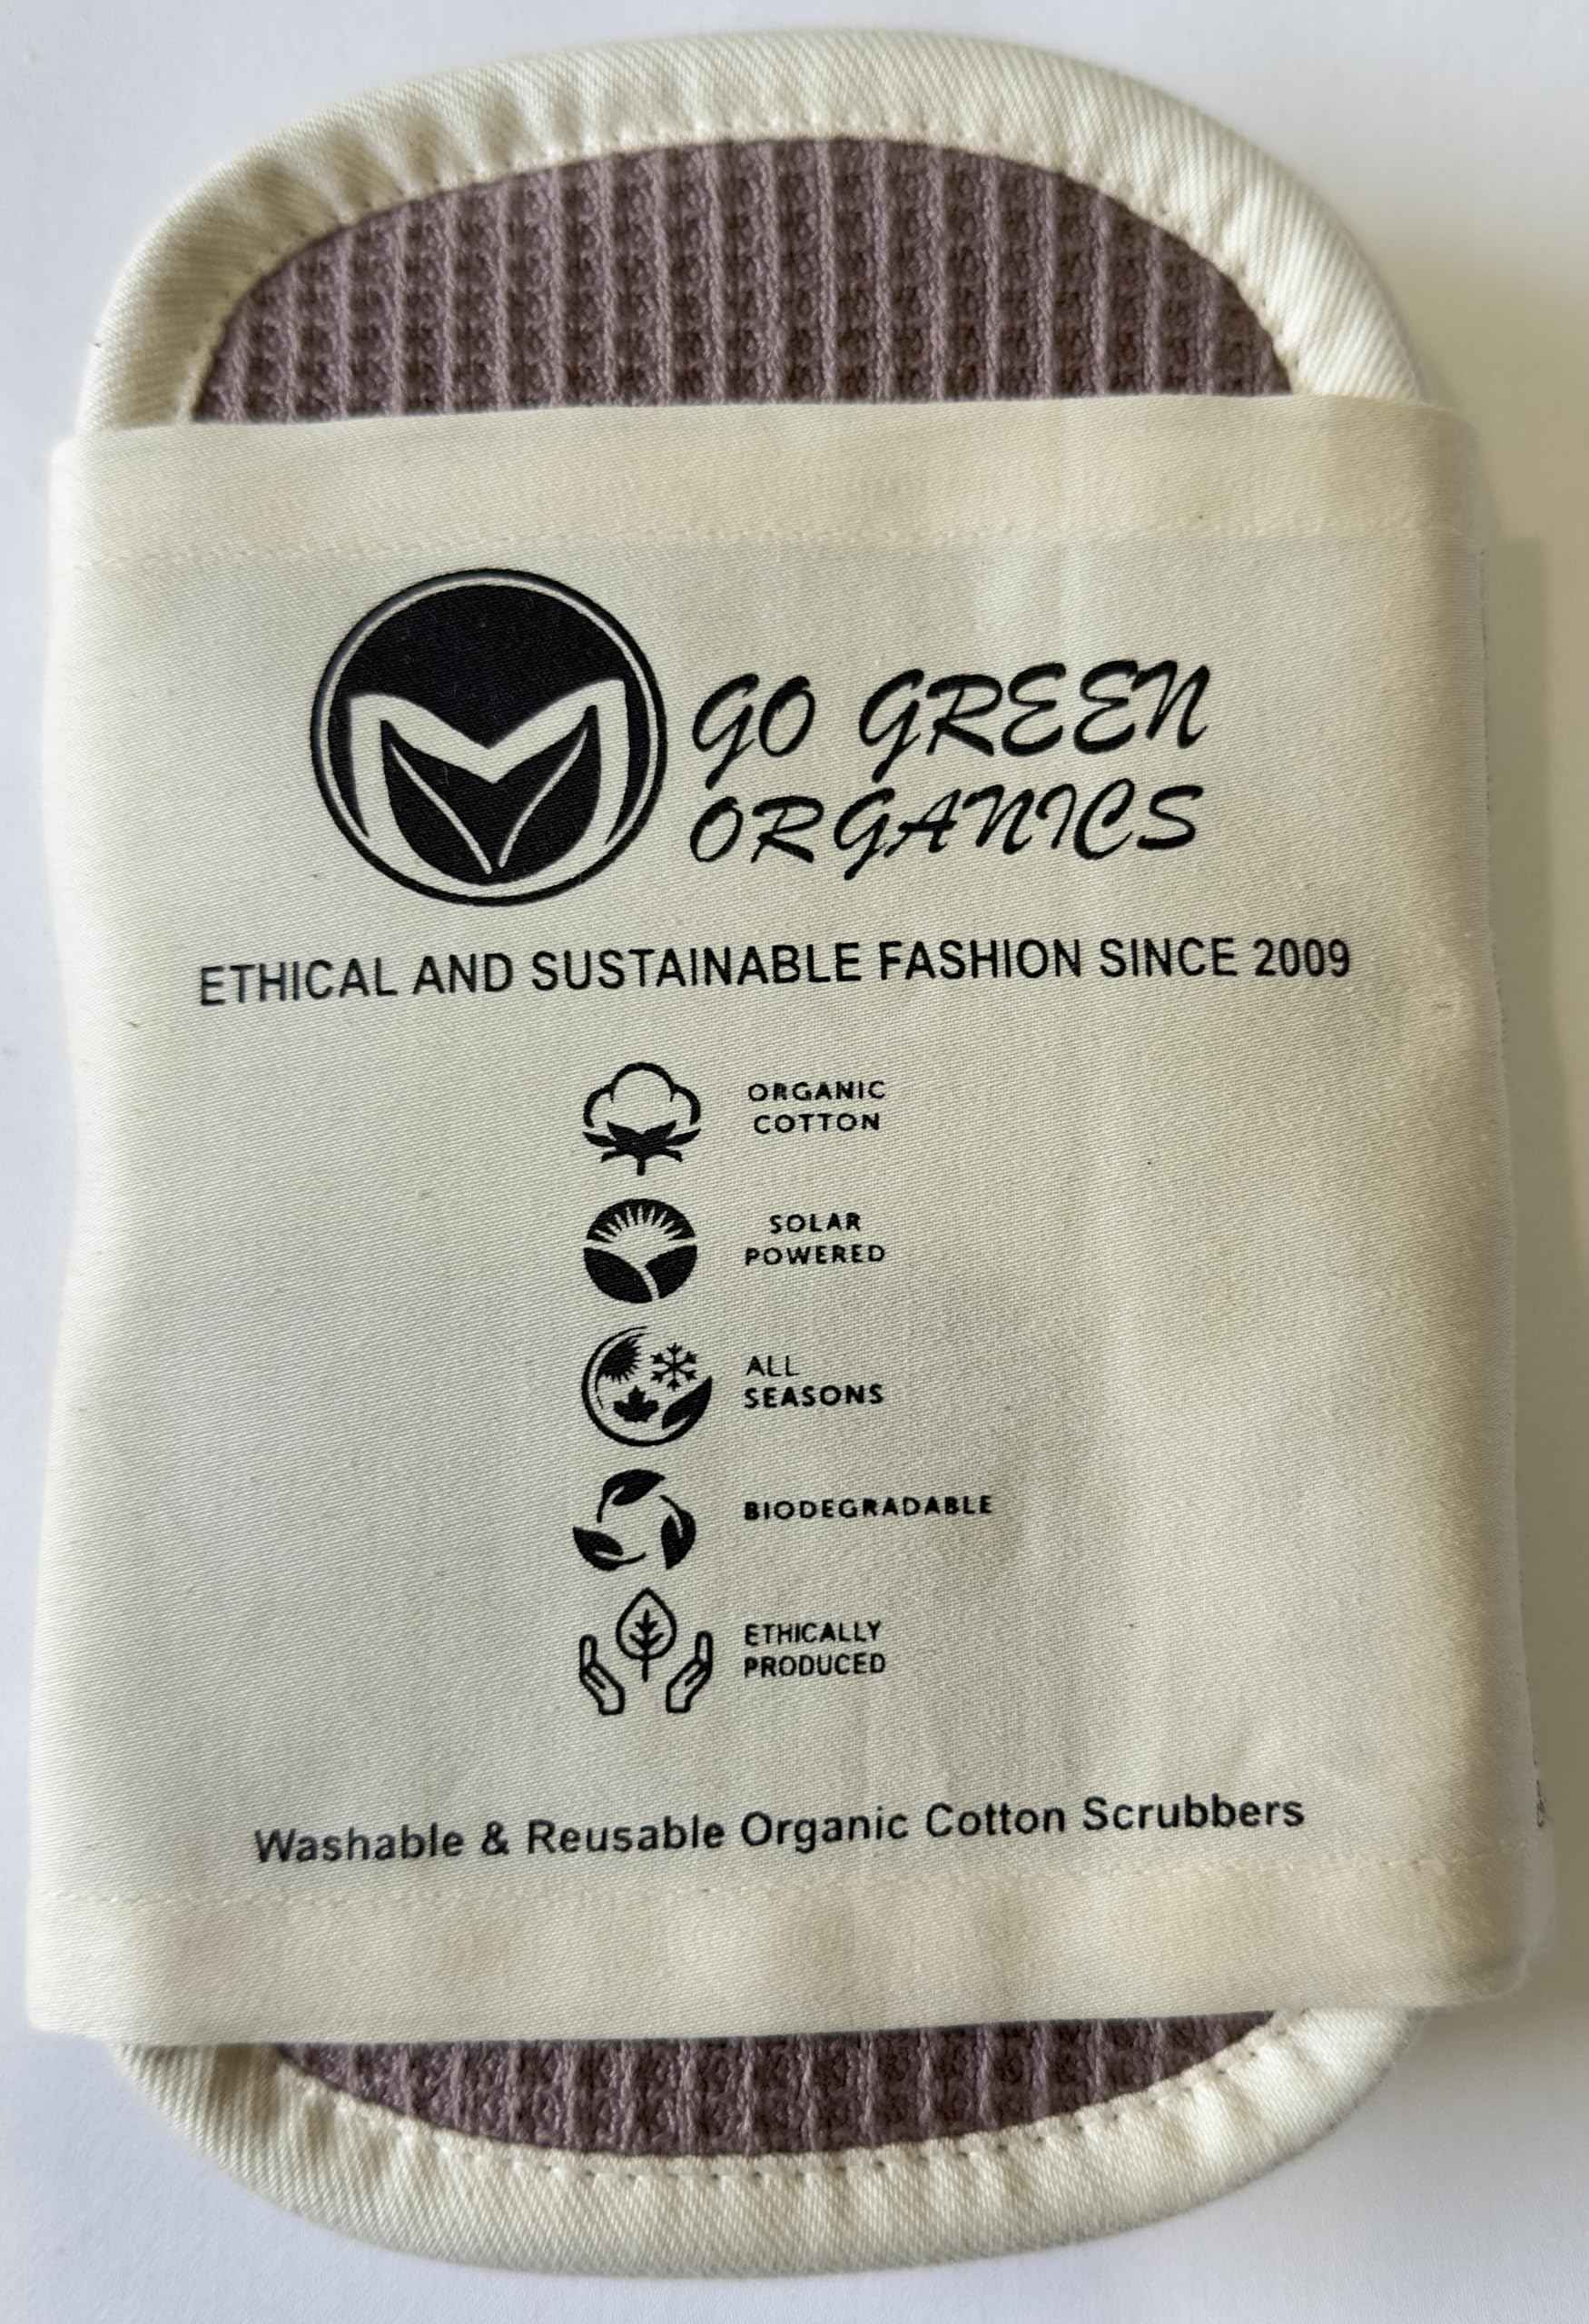 GO GREEN
ORGANICS
ETHICAL AND SUSTAINABLE FASHION SINCE 2009
ORGANIC
COTTON
SOLAR
POWERED
ALL
SEASONS
BIODEGRADABLE
ETHICALLY
PRODUCED
Washable & Reusable Organic Cotton Scrubbers